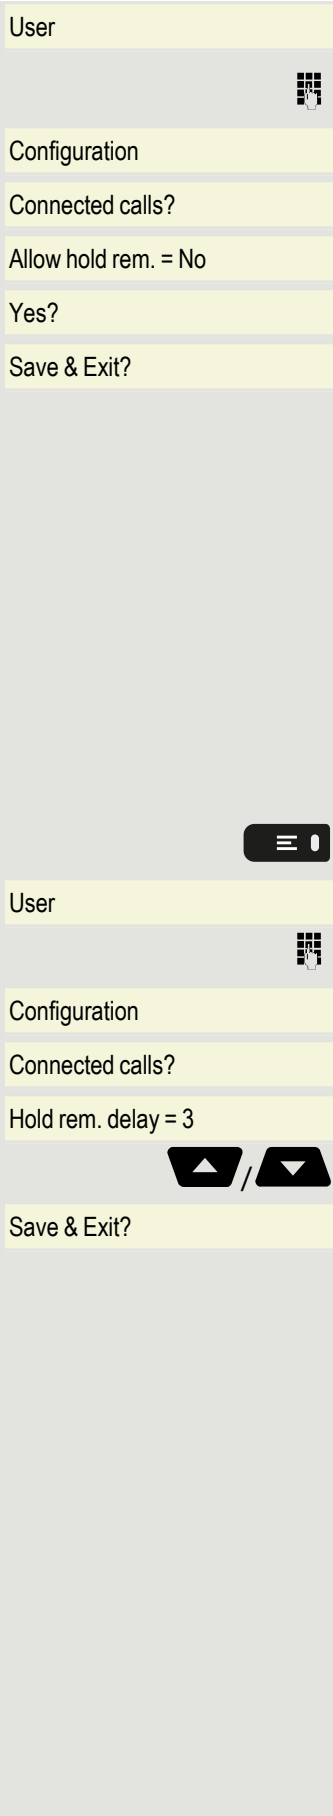 User
Configuration
Connected calls?
Allow hold rem. = No
Yes?
Save & Exit?
User
Configuration
Connected calls?
Hold rem. delay = 3
/
Save & Exit?